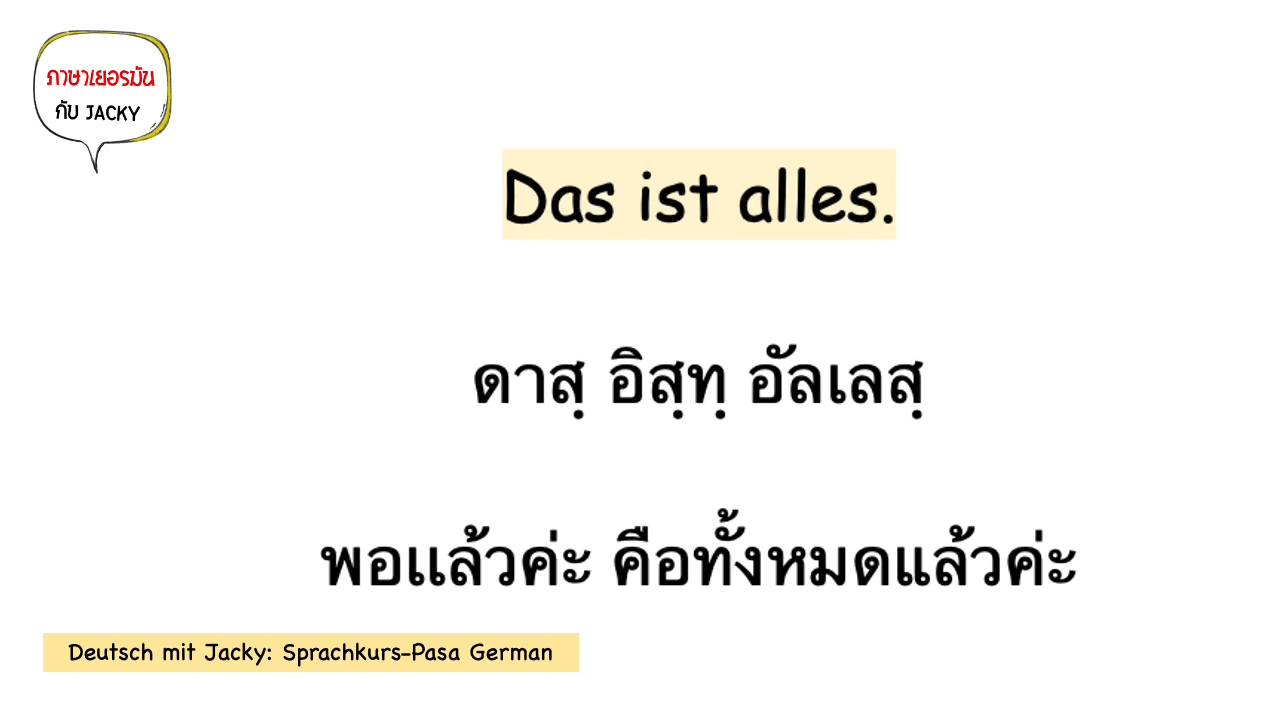 ภาษาเยอรมัน
กับ JACKY
Das ist alles.
ดาสฺ อิสฺทฺ อัลเลสฺ
พอแล้วค่ะ คือทั้งหมดแล้วค่ะ
Deutsch mit Jacky: Sprachkurs-Pasa German